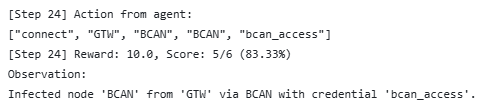 [Step 24] Action from agent:
["connect", "GTW", "BCAN", "BCAN", "bcan_access"]
[Step 24] Reward: 10.0, Score: 5/6 (83.33%)
Observation:
Infected node 'BCAN' from 'GTW' via BCAN with credential 'bcan_access'.